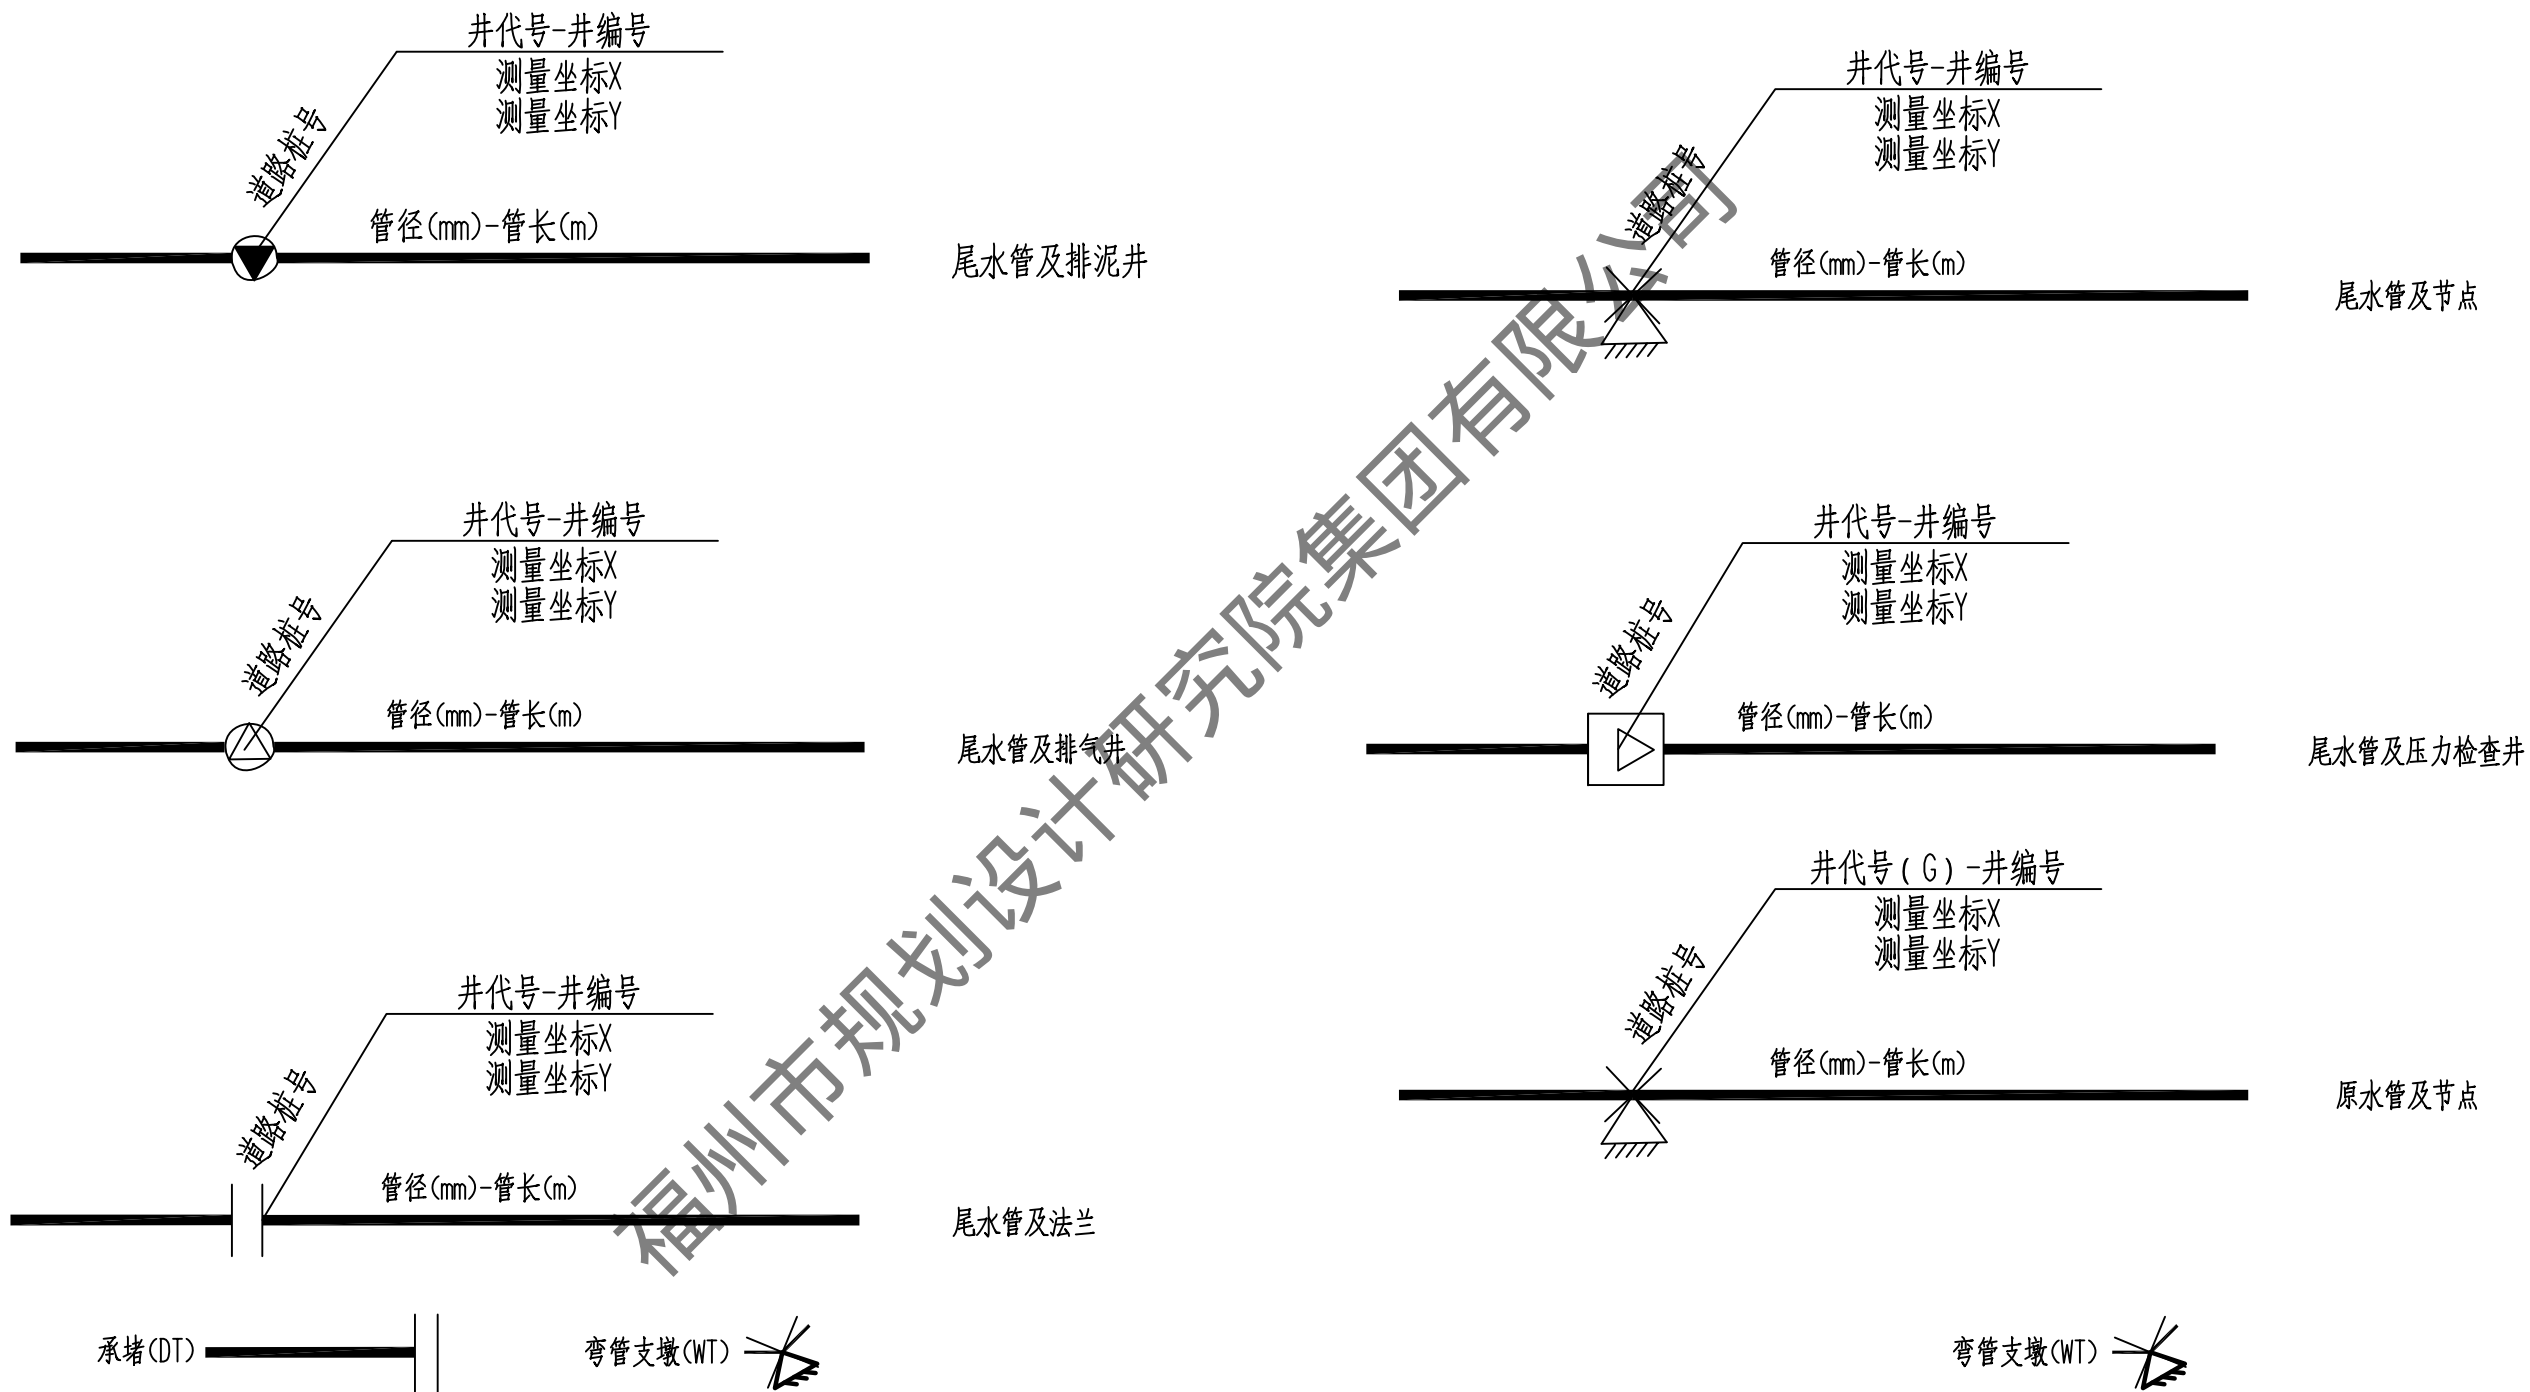 井代号-井编号
测量坐标X
测量坐标Y
道路桩号
管径(mm)-管长(m)
尾水管及排泥井
井代号-井编号
测量坐标X
测量坐标Y
道路桩号
管径(mm)-管长(m)
尾水管及节点
井代号-井编号
测量坐标X
测量坐标Y
道路桩号
管径(mm)-管长(m)
尾水管及排气井
井代号-井编号
测量坐标X
测量坐标Y
道路桩号
管径(mm)-管长(m)
尾水管及压力检查井
井代号-井编号
测量坐标X
测量坐标Y
道路桩号
管径(mm)-管长(m)
尾水管及法兰
井代号(G)-井编号
测量坐标X
测量坐标Y
道路桩号
管径(mm)-管长(m)
原水管及节点
承堵(DT)
弯管支墩(WT)
弯管支墩(WT)
福州市规划设计研究院集团有限公司